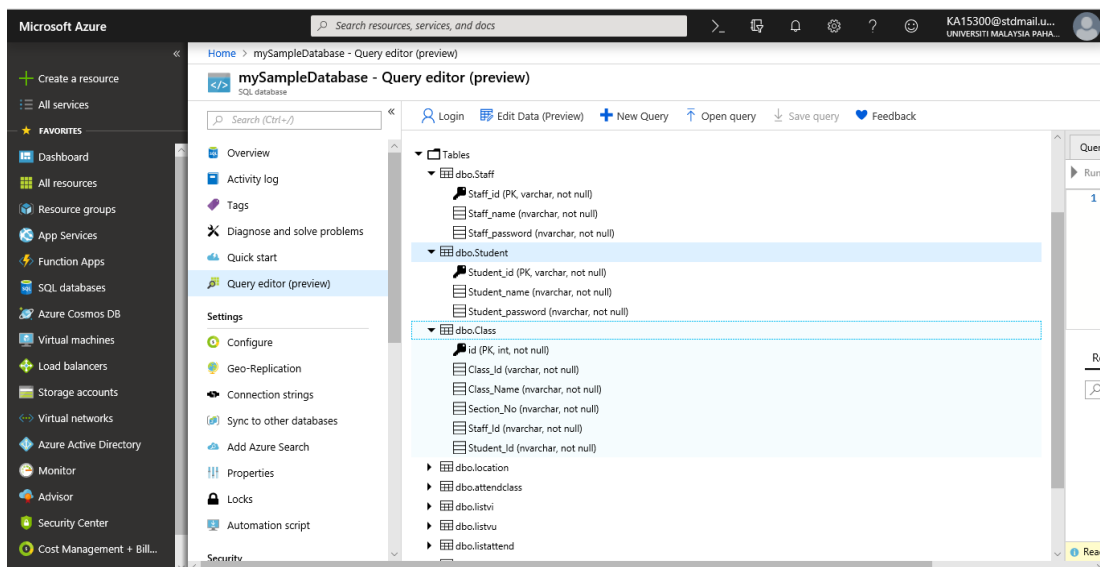 Microsoft Azure
Search resources, services, and docs
KA15300@stdmail.u...
UNIVERSITI MALAYSIA PAHA...
Create a resource
All services
FAVORITES
Dashboard
All resources
Resource groups
App Services
Function Apps
SQL databases
Azure Cosmos DB
Virtual machines
Load balancers
Storage accounts
Virtual networks
Azure Active Directory
Monitor
Advisor
Security Center
Cost Management + Bill...
Home > mySampleDatabase - Query editor (preview)
mySampleDatabase - Query editor (preview)
SQL database
Search (Ctrl+/)
Overview
Activity log
Tags
Diagnose and solve problems
Quick start
Query editor (preview)
Settings
Configure
Geo-Replication
Connection strings
Sync to other databases
Add Azure Search
Properties
Locks
Automation script
Security
Login Edit Data (Preview) New Query Open query Save query Feedback
Tables
dbo.Staff
Staff_id (PK, varchar, not null)
Staff_name (nvarchar, not null)
Staff_password (nvarchar, not null)
dbo.Student
Student_id (PK, varchar, not null)
Student_name (nvarchar, not null)
Student_password (nvarchar, not null)
dbo.Class
id (PK, int, not null)
Class_Id (varchar, not null)
Class_Name (nvarchar, not null)
Section_No (nvarchar, not null)
Staff_Id (nvarchar, not null)
Student_Id (nvarchar, not null)
dbo.location
dbo.attendclass
dbo.listvi
dbo.listvu
dbo.listattend
1